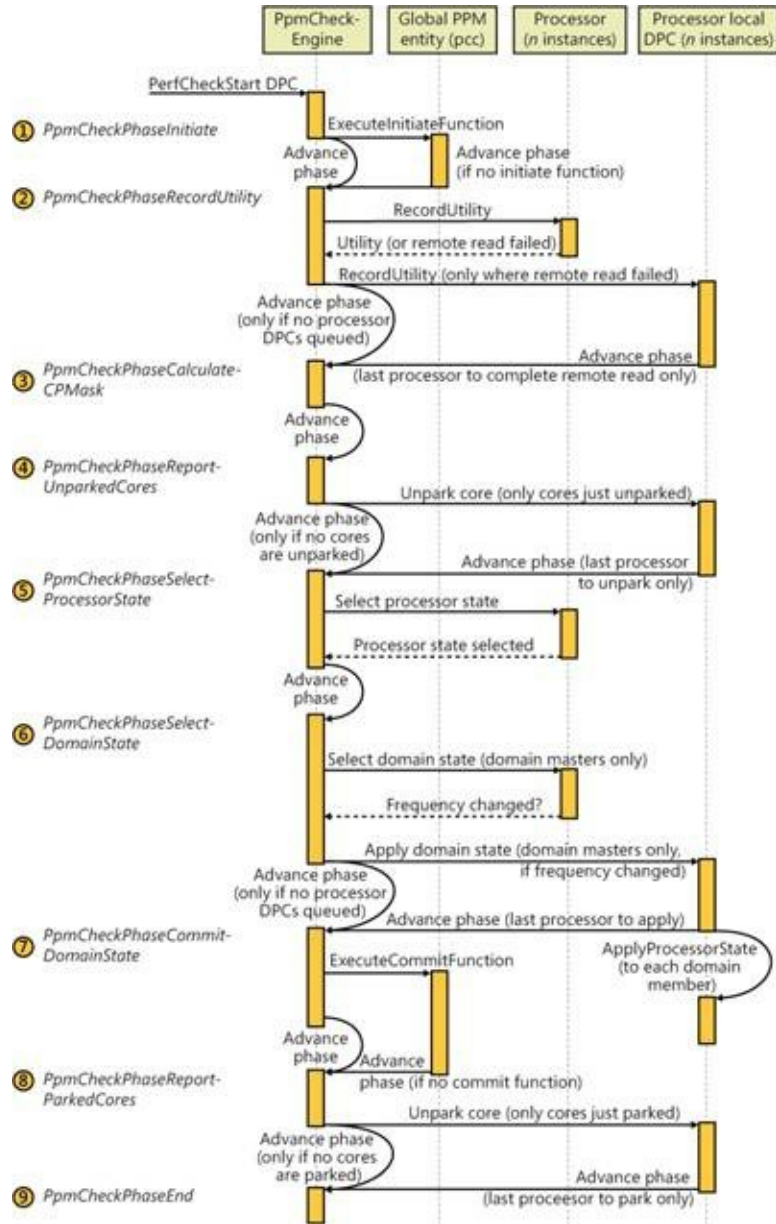 PpmCheck-
Engine
Global PPM
entity (pcc)
Processor
(n instances)
Processor local
DPC (n instances)
PerfCheckStart DPC
① PpmCheckPhaseInitiate
ExecuteInitiateFunction
Advance
phase
Advance phase
(if no initiate function)
② PpmCheckPhaseRecordUtility
RecordUtility
Utility (or remote read failed)
RecordUtility (only where remote read failed)
Advance phase
(only if no processor
DPCs queued)
Advance phase
(last processor to complete remote read only)
③ PpmCheckPhaseCalculate-
CPMask
Advance
phase
④ PpmCheckPhaseReport-
UnparkedCores
Unpark core (only cores just unparked)
Advance phase
(only if no cores
are unparked)
Advance phase (last processor
to unpark only)
⑤ PpmCheckPhaseSelect-
ProcessorState
Select processor state
Processor state selected
Advance
phase
⑥ PpmCheckPhaseSelect-
DomainState
Select domain state (domain masters only)
Frequency changed?
Apply domain state (domain masters only,
if frequency changed)
Advance phase
(only if no processor
DPCs queued)
Advance phase (last processor to apply)
⑦ PpmCheckPhaseCommit-
DomainState
ApplyProcessorState
(to each domain
member)
ExecuteCommitFunction
Advance
phase
Advance
phase (if no commit function)
⑧ PpmCheckPhaseReport-
ParkedCores
Unpark core (only cores just parked)
Advance phase
(only if no cores
are parked)
Advance phase
(last proceesor to park only)
⑨ PpmCheckPhaseEnd